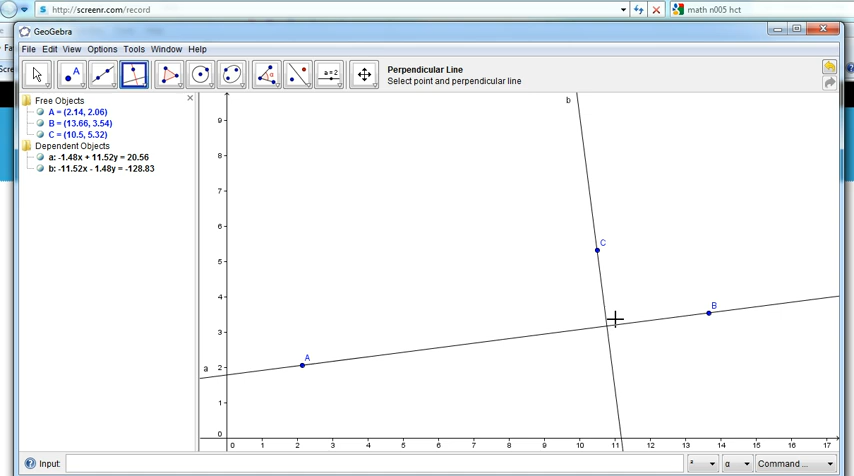 http://screenr.com/record
math n005 hct
GeoGebra
File Edit View Options Tools Window Help
A
a = 2
Perpendicular Line
Select point and perpendicular line
Free Objects
A = (2.14, 2.06)
B = (13.66, 3.54)
C = (10.5, 5.32)
Dependent Objects
a: -1.48x + 11.52y = 20.56
b: -11.52x - 1.48y = -128.83
b
9
8
7
6
C
5
4
B
3
A
a
2
1
0
0 1 2 3 4 5 6 7 8 9 10 11 12 13 14 15 16 17
Input:
α
Command ...